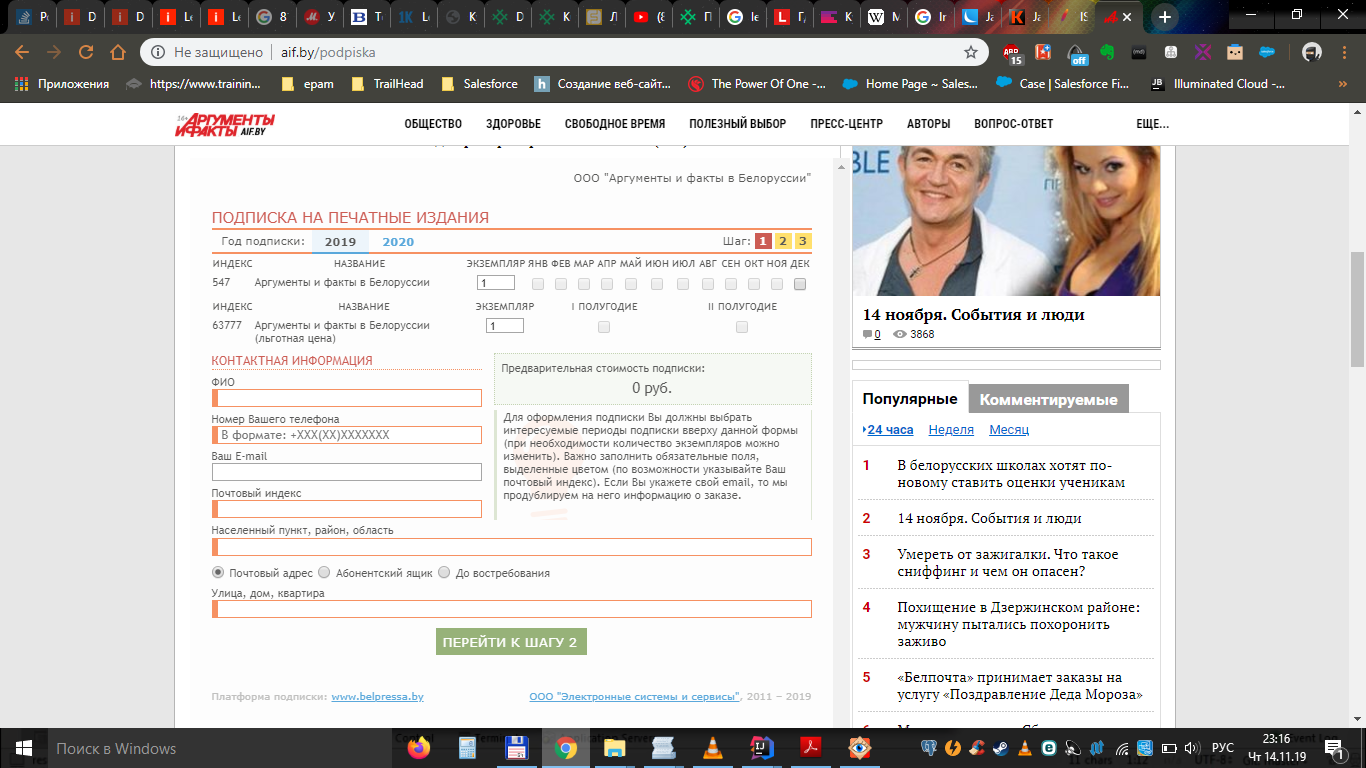 Не защищено
aif.by/podpiska
ДВО
15
off
Приложения
https://www.trainin...
epam
TrailHead
Salesforce
Создание веб-сайт...
The Power Of One -...
Home Page ~ Sales...
Case | Salesforce Fi...
Illuminated Cloud -...
»
16+
АРГУМЕНТЫ
И ФАКТЫ AIF.BY
ОБЩЕСТВО
ЗДОРОВЬЕ
СВОБОДНОЕ ВРЕМЯ
ПОЛЕЗНЫЙ ВЫБОР
ПРЕСС-ЦЕНТР
АВТОРЫ
ВОПРОС-ОТВЕТ
ЕЩЕ...
ООО "Аргументы и факты в Белоруссии"
ПОДПИСКА НА ПЕЧАТНЫЕ ИЗДАНИЯ
Год подписки: 2019 2020 Шаг: 1 2 3
ИНДЕКС НАЗВАНИЕ ЭКЗЕМПЛЯР ЯНВ ФЕВ МАР АПР МАЙ ИЮН ИЮЛ АВГ СЕН ОКТ НОЯ ДЕК
547 Аргументы и факты в Белоруссии 1
ИНДЕКС НАЗВАНИЕ ЭКЗЕМПЛЯР I ПОЛУГОДИЕ II ПОЛУГОДИЕ
63777 Аргументы и факты в Белоруссии 1
(льготная цена)
КОНТАКТНАЯ ИНФОРМАЦИЯ
ФИО
Номер Вашего телефона
В формате: +XXX(XX)XXXXXXX
Ваш E-mail
Почтовый индекс
Населенный пункт, район, область
Почтовый адрес Абонентский ящик До востребования
Улица, дом, квартира
Предварительная стоимость подписки:
0 руб.
Для оформления подписки Вы должны выбрать
интересуемые периоды подписки вверху данной формы
(при необходимости количество экземпляров можно
изменить). Важно заполнить обязательные поля,
выделенные цветом (по возможности указывайте Ваш
почтовый индекс). Если Вы укажете свой email, то мы
продублируем на него информацию о заказе.
ПЕРЕЙТИ К ШАГУ 2
Платформа подписки: www.belpressa.by
ООО "Электронные системы и сервисы", 2011 – 2019
BLE
14 ноября. События и люди
0 3868
Популярные
Комментируемые
24 часа Неделя Месяц
1 В белорусских школах хотят по-
новому ставить оценки ученикам
2 14 ноября. События и люди
3 Умереть от зажигалки. Что такое
сниффинг и чем он опасен?
4 Похищение в Дзержинском районе:
мужчину пытались похоронить
заживо
5 «Белпочта» принимает заказы на
услугу «Поздравление Деда Мороза»
Поиск в Windows
РУС
23:16
Чт 14.11.19
1